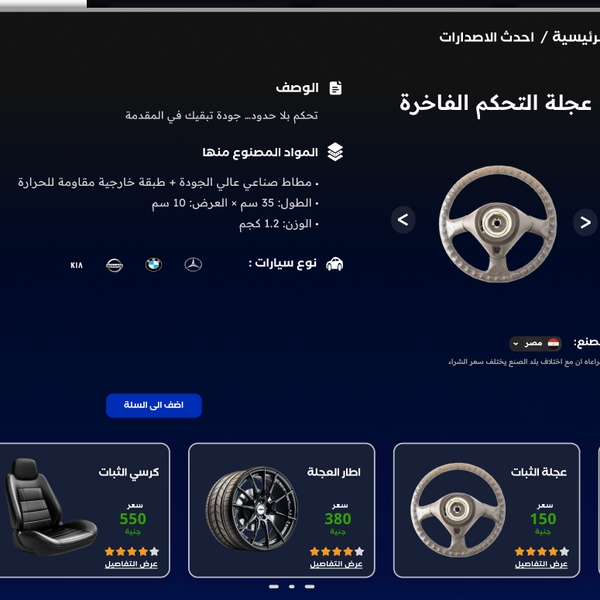 احدث الاصدارات /
عجلة التحكم الفاخرة
الوصف
تحكم بلا حدود... جودة تبقيك في المقدمة
المواد المصنوع منها
• مطاط صناعي عالي الجودة + طبقة خارجية مقاومة للحرارة
• الطول: 35 سم × العرض: 10 سم
• الوزن: 1.2 كجم
نوع سيارات :
KIA
مصر
ان مع اختلاف بلد الصنع يختلف سعر الشراء
اضف الى السلة
عجلة الثبات
سعر
150
جنية
عرض التفاصيل
اطار العجلة
سعر
380
جنية
عرض التفاصيل
كرسي الثبات
سعر
550
جنية
عرض التفاصيل